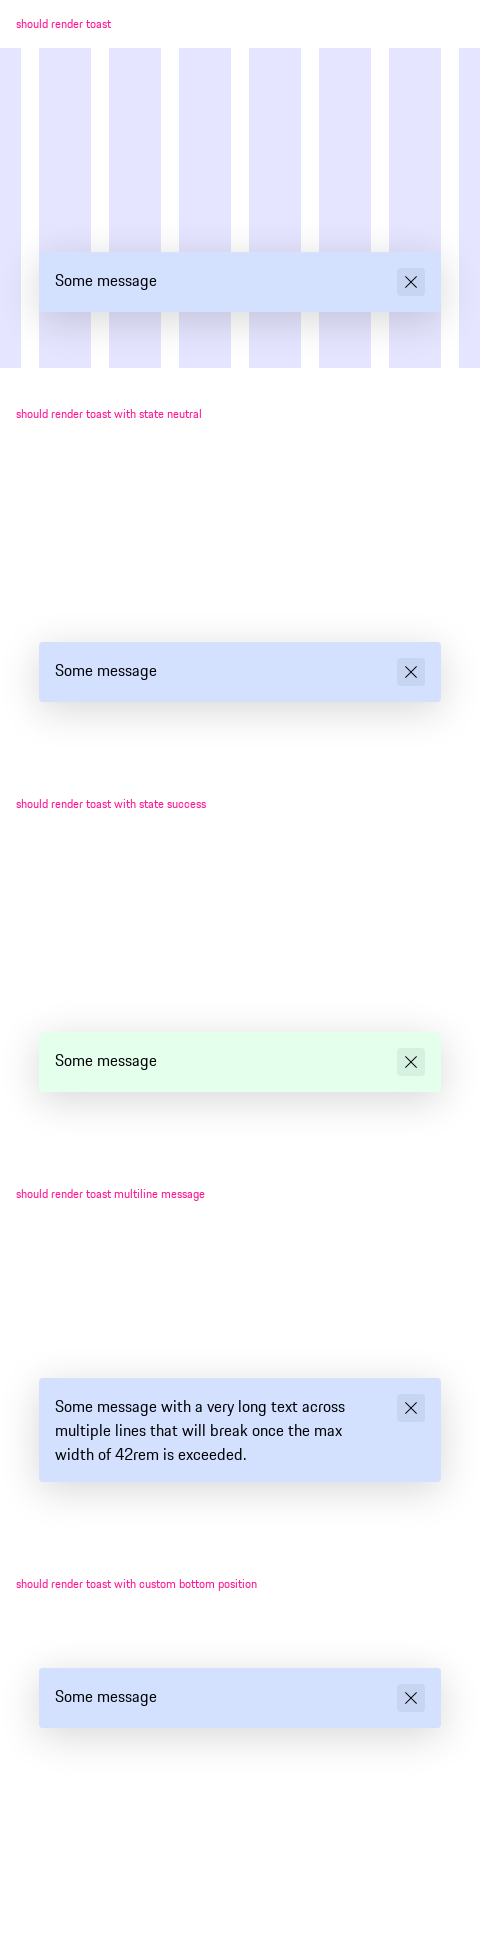 should render toast
Some message
should render toast with state neutral
Some message
should render toast with state success
Some message
should render toast multiline message
Some message with a very long text across
multiple lines that will break once the max
width of 42rem is exceeded.
should render toast with custom bottom position
Some message